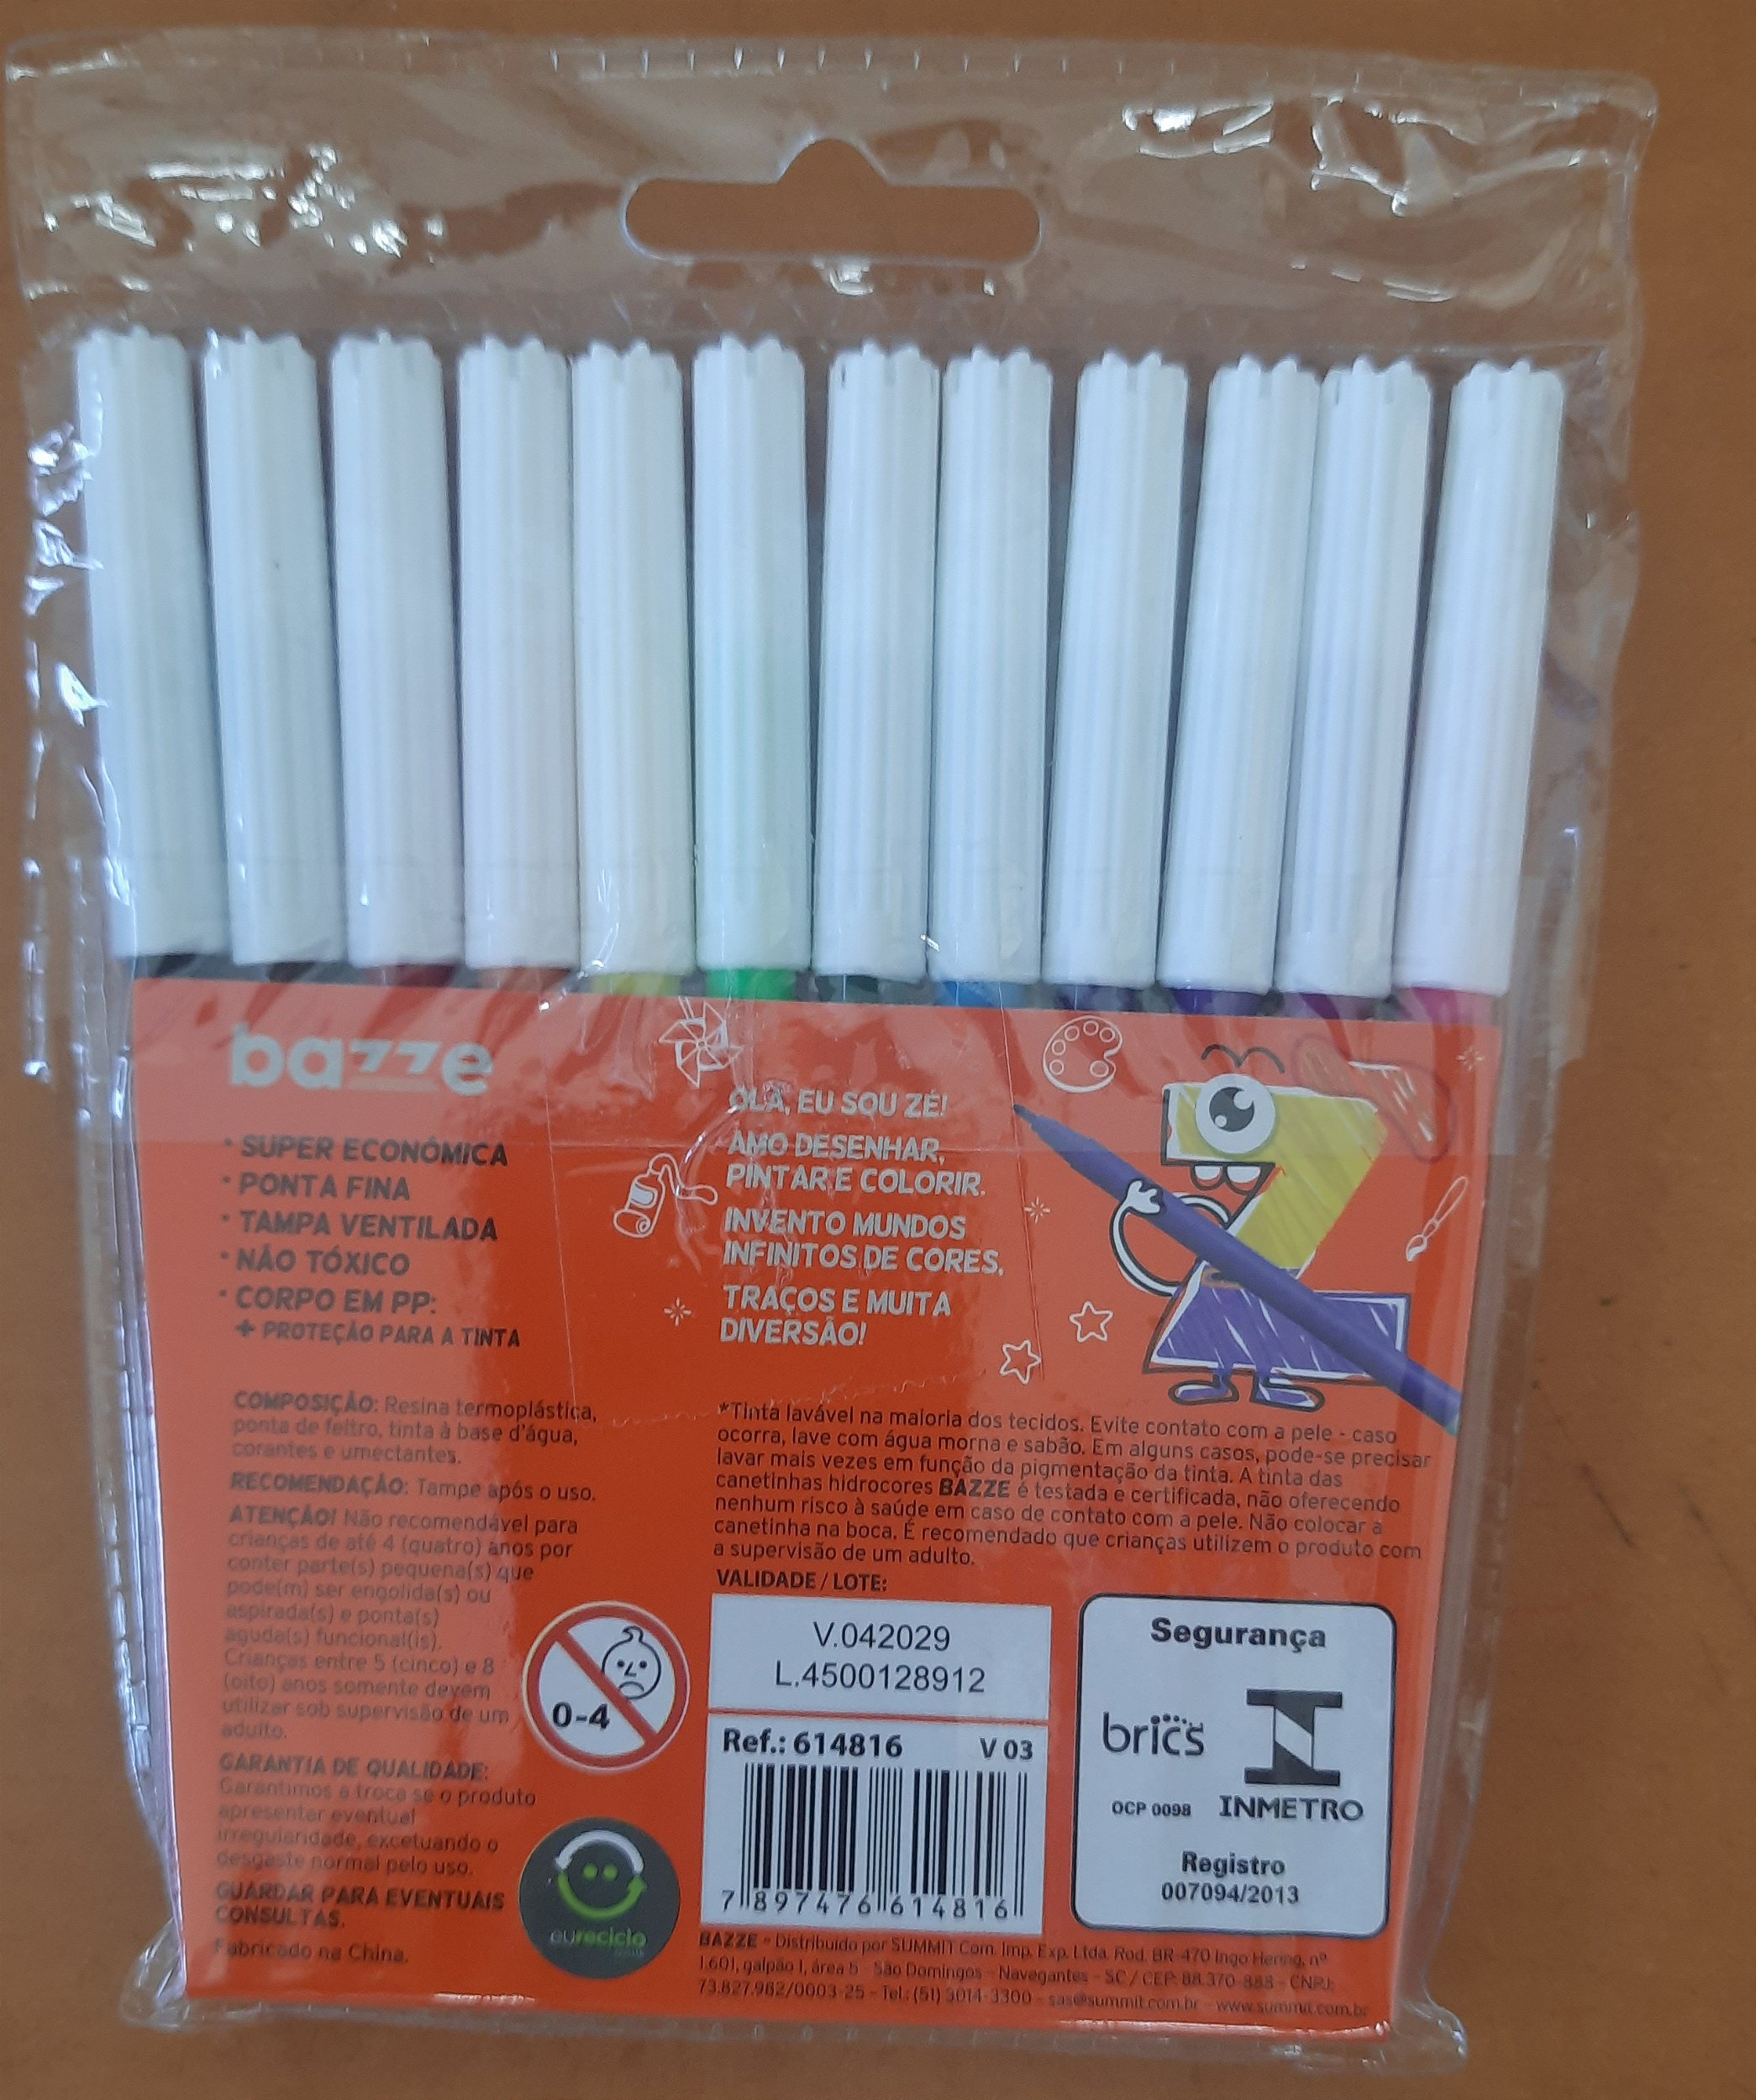 bazze
• SUPER ECONÔMICA
• PONTA FINA
• TAMPA VENTILADA
• NÃO TÓXICO
• CORPO EM PP:
+ PROTEÇÃO PARA A TINTA
OLÁ, EU SOU ZÉ!
AMO DESENHAR,
PINTAR E COLORIR.
INVENTO MUNDOS
INFINITOS DE CORES,
TRAÇOS E MUITA
DIVERSÃO!
COMPOSIÇÃO: Resina termoplástica,
ponta de feltro, tinta à base d'água,
corantes e umectantes.
RECOMENDAÇÃO: Tampe após o uso.
ATENÇÃO! Não recomendável para
crianças de até 4 (quatro) anos por
conter parte(s) pequena(s) que
pode(m) ser engolida(s) ou
aspirada(s) e ponta(s)
aguda(s) funcional(is).
Crianças entre 5 (cinco) e 8
(oito) anos somente devem
utilizar sob supervisão de um
adulto.
0-4
GARANTIA DE QUALIDADE:
Garantimos a troca se o produto
apresentar eventual
irregularidade, excetuando o
desgaste normal pelo uso.
GUARDAR PARA EVENTUAIS
CONSULTAS.
Fabricado na China.
eureciclo
*Tinta lavável na maioria dos tecidos. Evite contato com a pele - caso
ocorra, lave com água morna e sabão. Em alguns casos, pode-se precisar
lavar mais vezes em função da pigmentação da tinta. A tinta das
canetinhas hidrocores BAZZE é testada e certificada, não oferecendo
nenhum risco à saúde em caso de contato com a pele. Não colocar a
canetinha na boca. É recomendado que crianças utilizem o produto com
a supervisão de um adulto.
VALIDADE / LOTE:
V.042029
L.4500128912
Ref.: 614816 V 03
7 897476 614816
Segurança
brics
OCP 0098 INMETRO
Registro
007094/2013
BAZZE - Distribuído por SUMMIT Com. Imp. Exp. Ltda. Rod. BR-470 Ingo Hering, nº
1.601, galpão 1, área 5 - São Domingos - Navegantes - SC / CEP: 88.370-888 - CNPJ:
73.827.982/0003-25 - Tel.: (51) 3014-3300 - sas@summit.com.br - www.summit.com.br